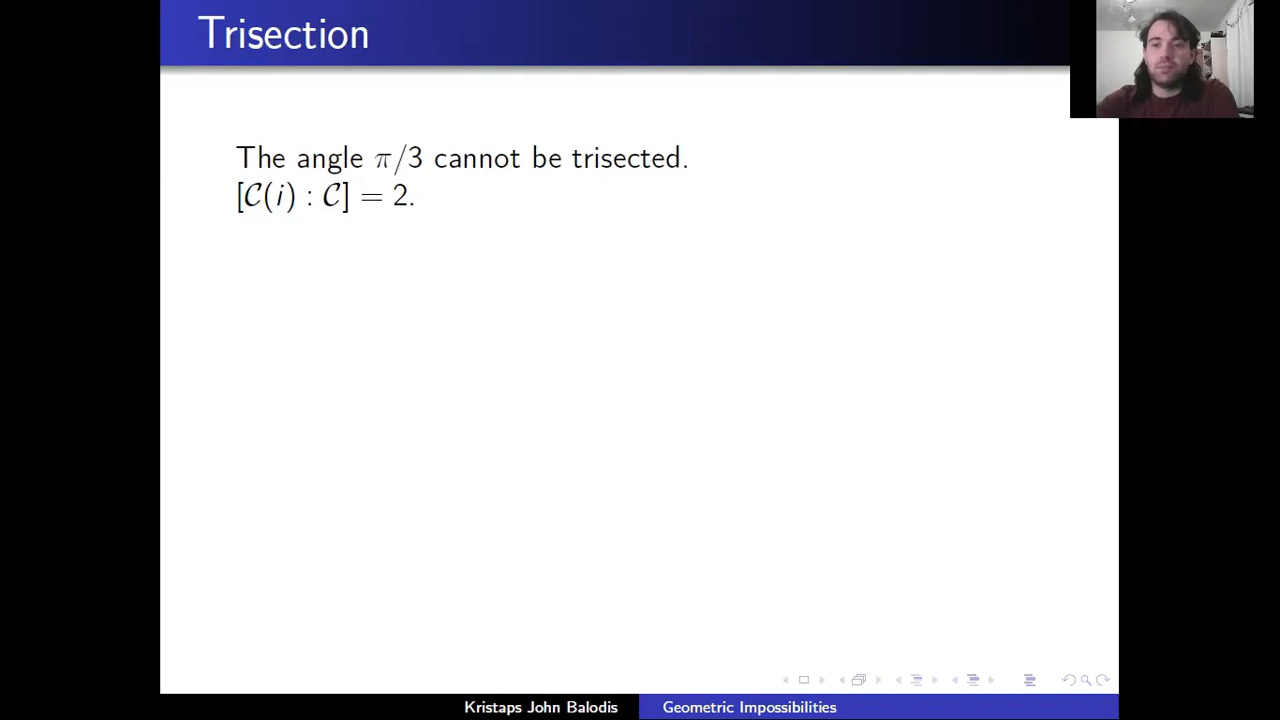 Trisection
The angle π/3 cannot be trisected.
[𝒞(i) : 𝒞] = 2.
Kristaps John Balodis
Geometric Impossibilities